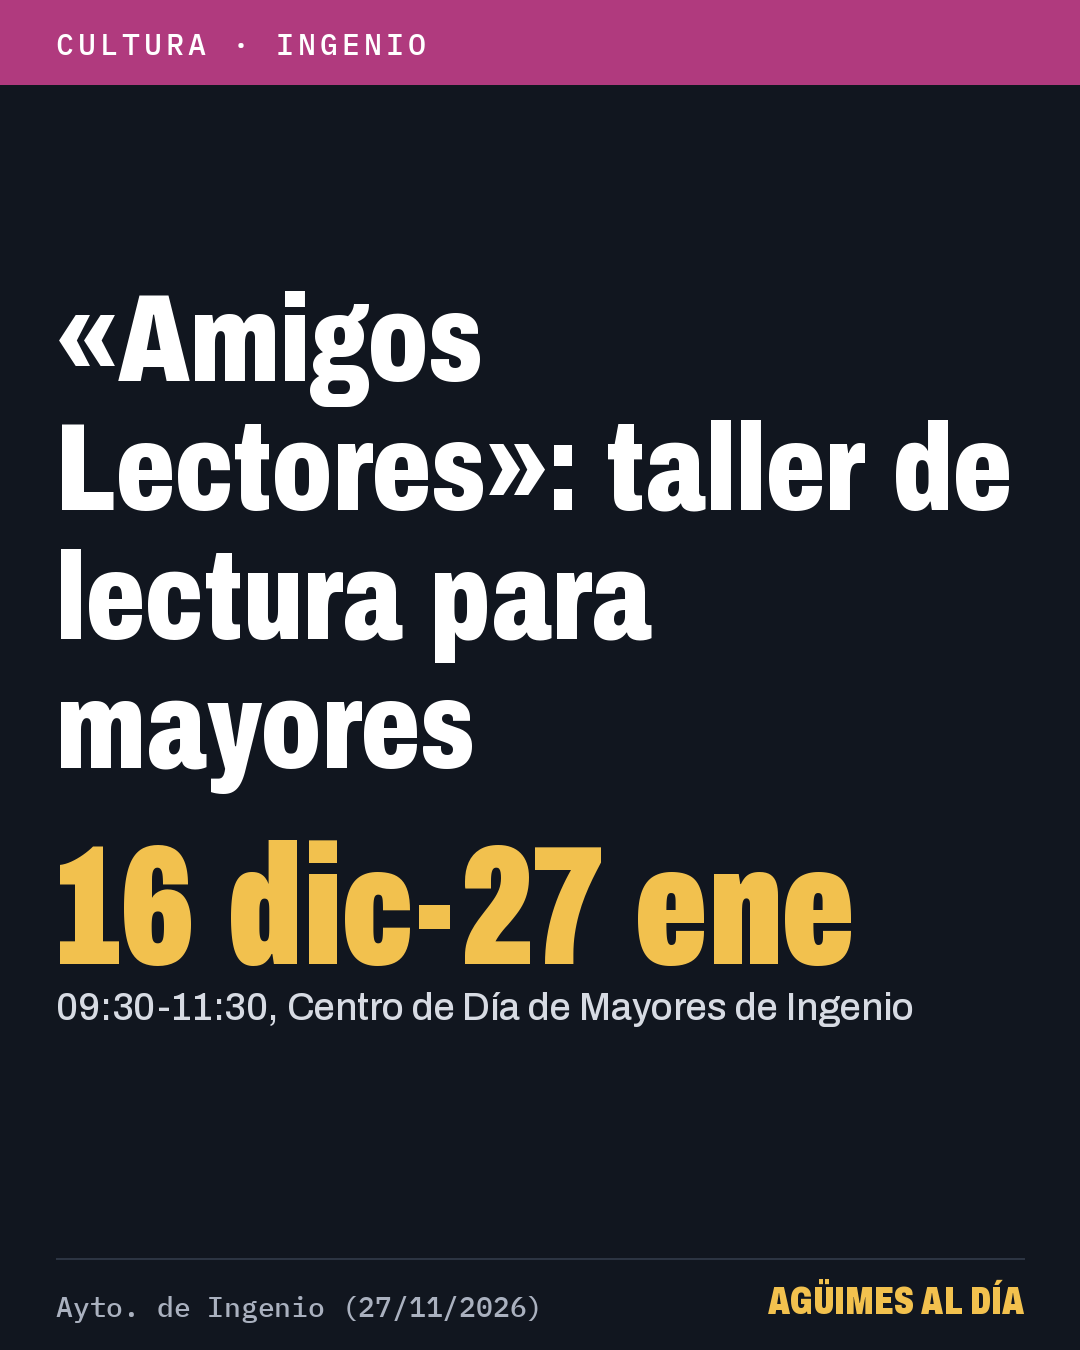 CULTURA · INGENIO
«Amigos
Lectores»: taller de
lectura para
mayores
16 dic-27 ene
09:30-11:30, Centro de Día de Mayores de Ingenio
Ayto. de Ingenio (27/11/2026)
AGÜIMES AL DÍA